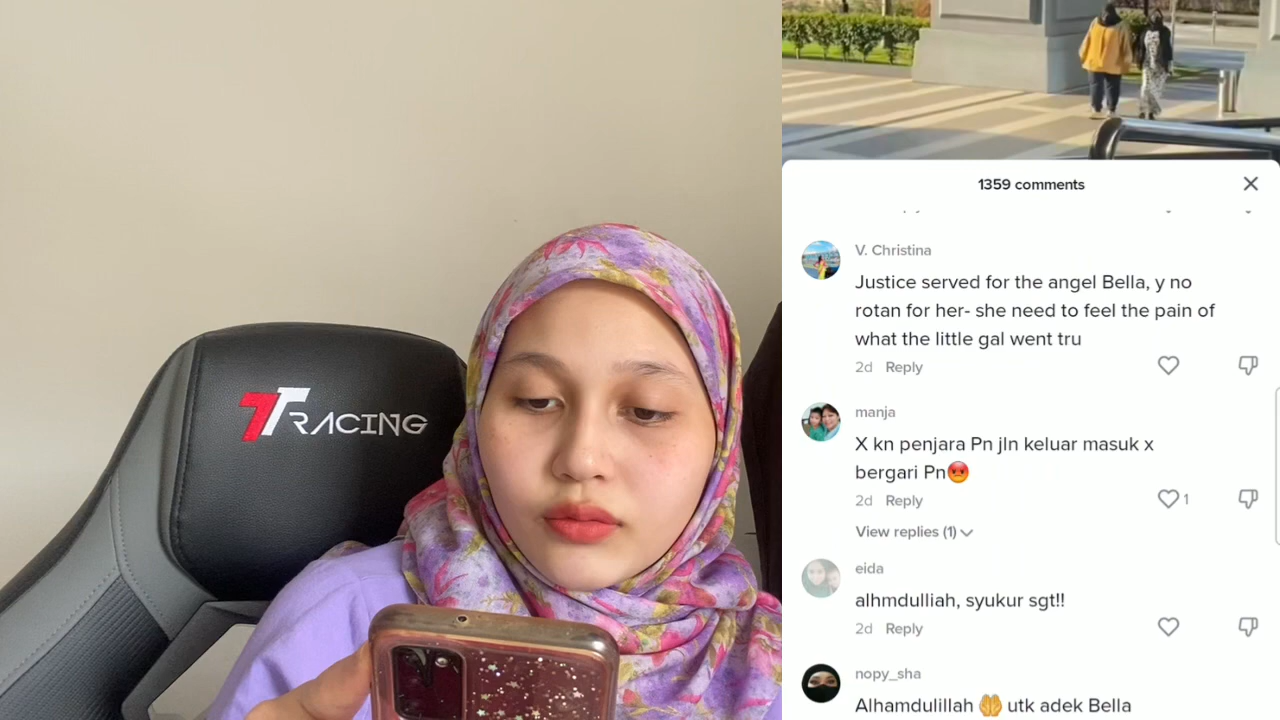 TTRACING
1359 comments
V. Christina
Justice served for the angel Bella, y no
rotan for her- she need to feel the pain of
what the little gal went tru
2d Reply
manja
X kn penjara Pn jln keluar masuk x
bergari Pn😡
2d Reply 1
View replies (1)
eida
alhmdulliah, syukur sgt!!
2d Reply
nopy_sha
Alhamdulillah 🤲 utk adek Bella